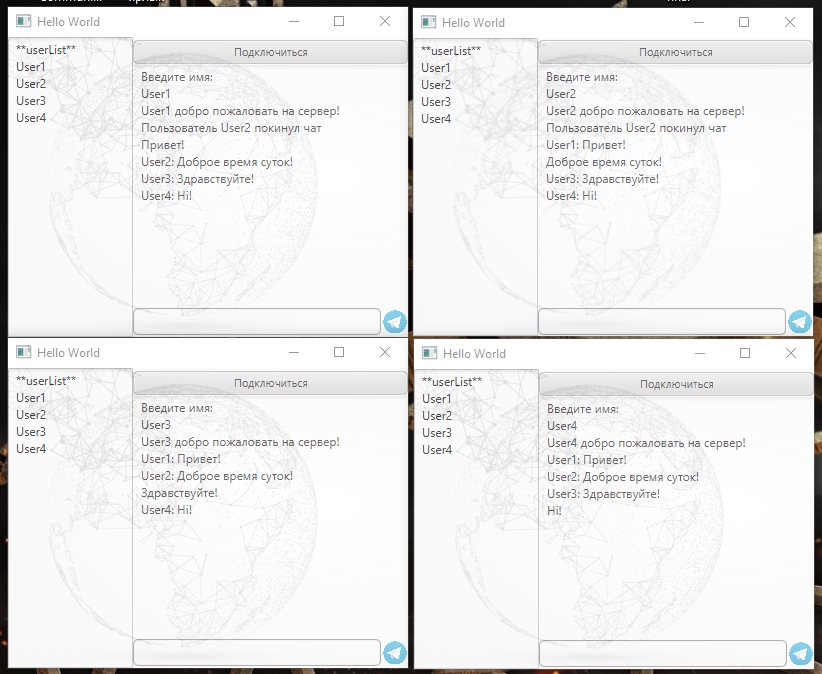 Hello World
**userList**
User1
User2
User3
User4
Подключиться
Введите имя:
User1
User1 добро пожаловать на сервер!
Пользователь User2 покинул чат
Привет!
User2: Доброе время суток!
User3: Здравствуйте!
User4: Hi!
Hello World
**userList**
User1
User2
User3
User4
Подключиться
Введите имя:
User2
User2 добро пожаловать на сервер!
Пользователь User2 покинул чат
User1: Привет!
Доброе время суток!
User3: Здравствуйте!
User4: Hi!
Hello World
**userList**
User1
User2
User3
User4
Подключиться
Введите имя:
User3
User3 добро пожаловать на сервер!
User1: Привет!
User2: Доброе время суток!
Здравствуйте!
User4: Hi!
Hello World
**userList**
User1
User2
User3
User4
Подключиться
Введите имя:
User4
User4 добро пожаловать на сервер!
User1: Привет!
User2: Доброе время суток!
User3: Здравствуйте!
Hi!